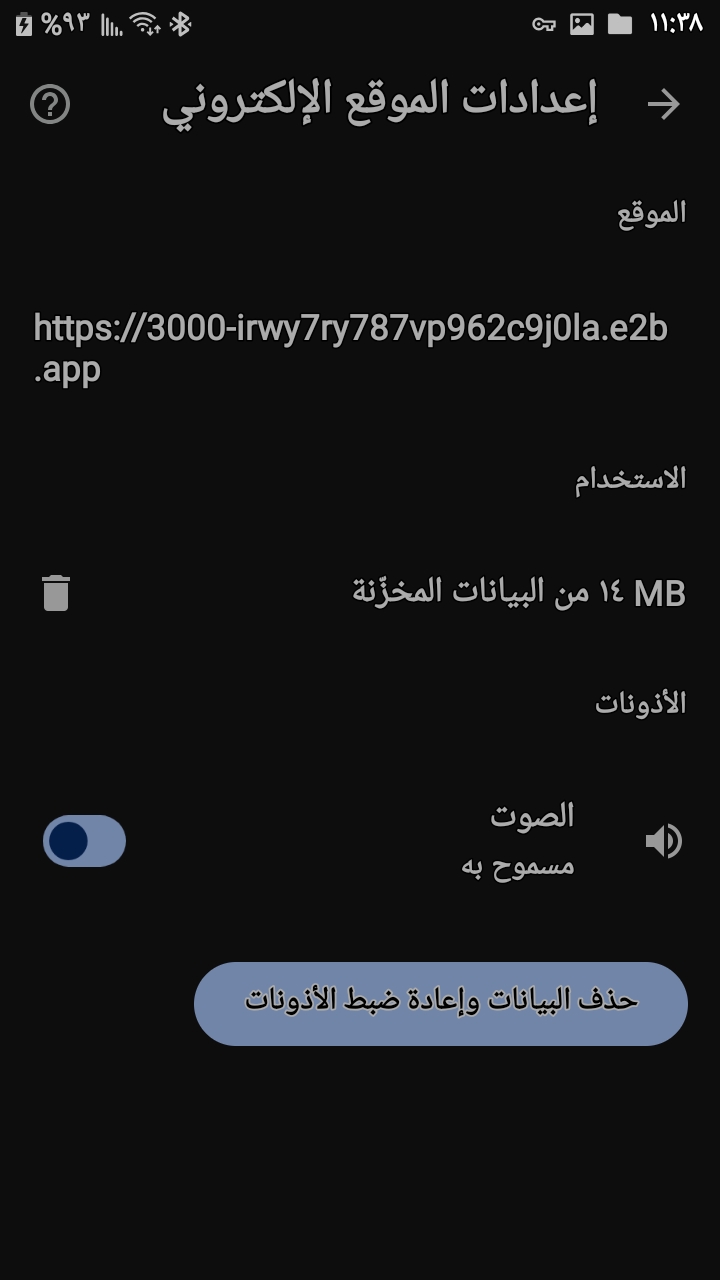 %٩٣ ١١:٣٨
إعدادات الموقع الإلكتروني
الموقع
https://3000-irwy7ry787vp962c9j0la.e2b
.app
الاستخدام
١٤ MB من البيانات المخزّنة
الأذونات
الصوت
مسموح به
حذف البيانات وإعادة ضبط الأذونات